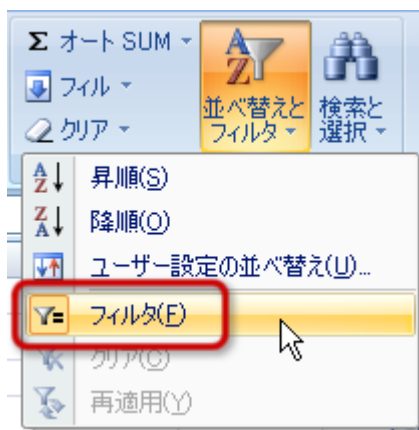 Σ オート SUM
フィル
クリア
並べ替えと
フィルタ
検索と
選択
昇順(S)
降順(O)
ユーザー設定の並べ替え(U)...
フィルタ(F)
クリア(C)
再適用(Y)